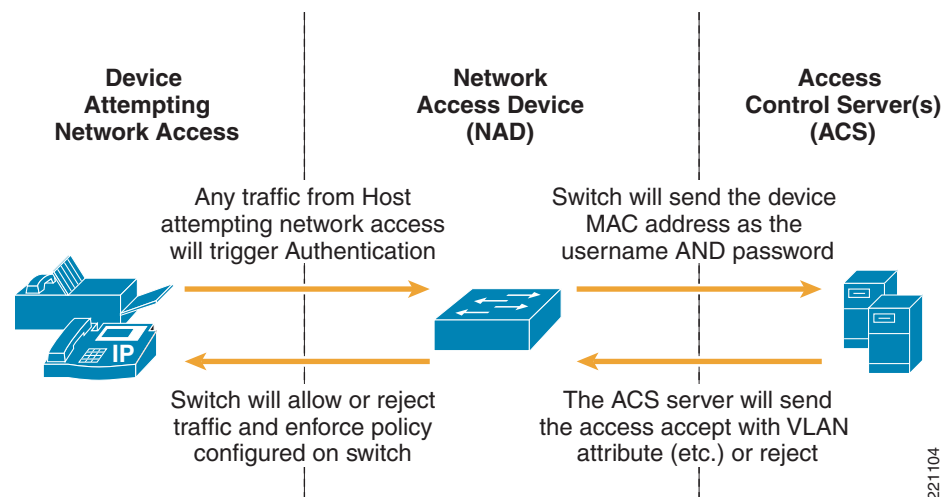 Device
Attempting
Network Access
Network
Access Device
(NAD)
Access
Control Server(s)
(ACS)
Any traffic from Host
attempting network access
will trigger Authentication
Switch will send the device
MAC address as the
username AND password
IP
Switch will allow or reject
traffic and enforce policy
configured on switch
The ACS server will send
the access accept with VLAN
attribute (etc.) or reject
221104